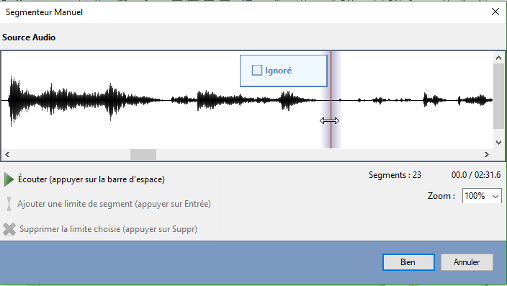 Segmenteur Manuel
Source Audio
Ignoré
Écouter (appuyer sur la barre d'espace)
Segments : 23 00.0 / 02:31.6
Zoom : 100%
Ajouter une limite de segment (appuyer sur Entrée)
Supprimer la limite choisie (appuyer sur Suppr)
Bien Annuler